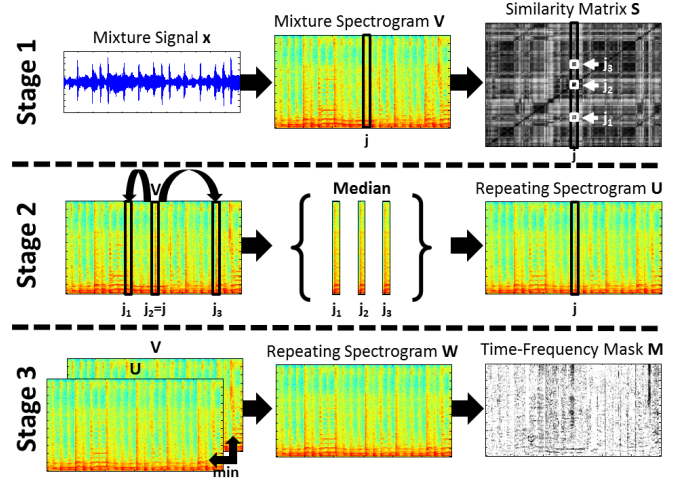 Stage 1
Mixture Signal x
Mixture Spectrogram V
j
Similarity Matrix S
j3
j2
j1
j
Stage 2
V
j1 j2=j j3
Median
j1 j2 j3
Repeating Spectrogram U
j
Stage 3
V
U
min
Repeating Spectrogram W
Time-Frequency Mask M